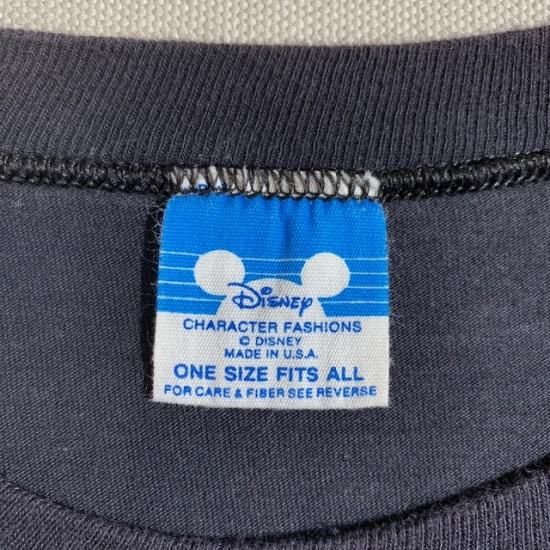 Disney
CHARACTER FASHIONS
© DISNEY
MADE IN U.S.A.
ONE SIZE FITS ALL
FOR CARE & FIBER SEE REVERSE